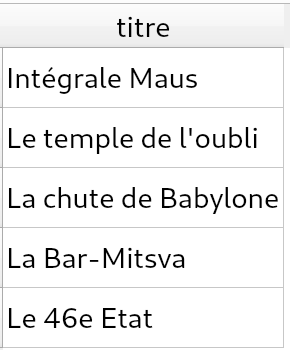 titre
Intégrale Maus
Le temple de l'oubli
La chute de Babylone
La Bar-Mitsva
Le 46e Etat